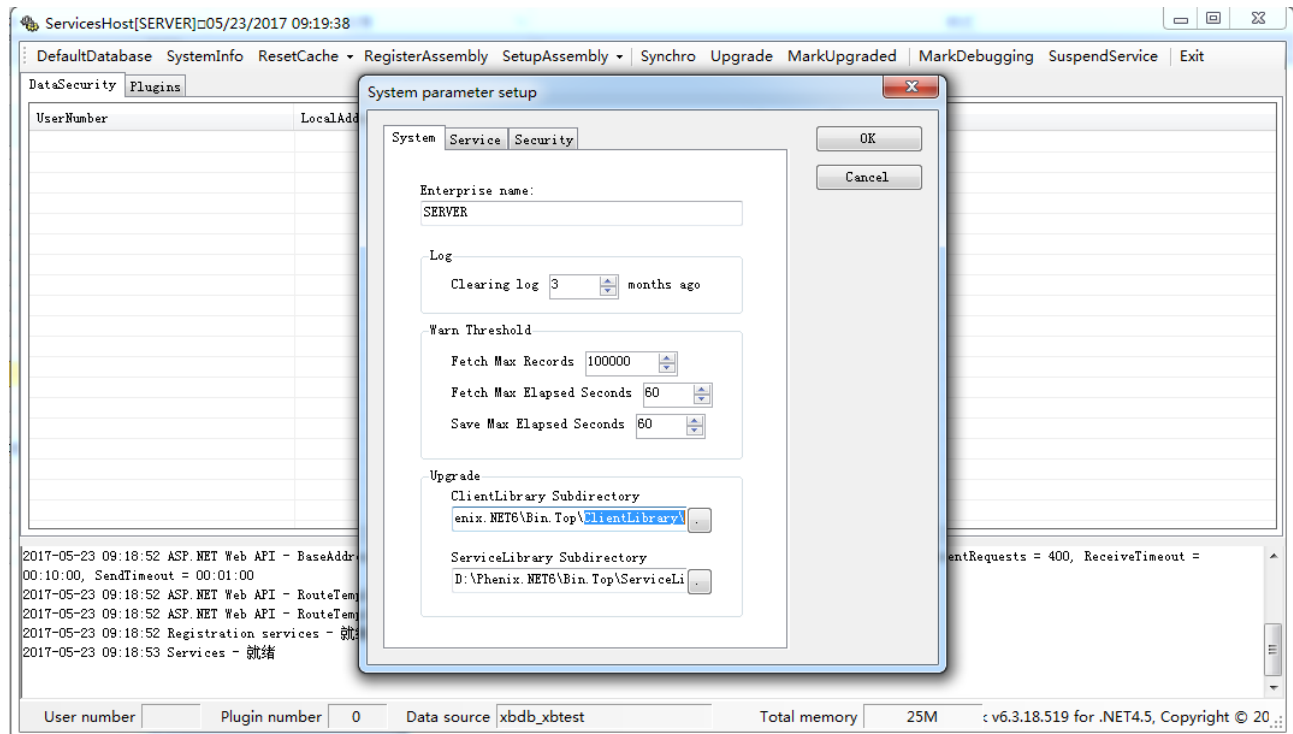 ServicesHost[SERVER]□05/23/2017 09:19:38
DefaultDatabase SystemInfo ResetCache RegisterAssembly SetupAssembly Synchro Upgrade MarkUpgraded MarkDebugging SuspendService Exit
DataSecurity Plugins
UserNumber LocalAdd
System parameter setup
System Service Security
OK
Cancel
Enterprise name:
SERVER
Log
Clearing log 3 months ago
Warn Threshold
Fetch Max Records 100000
Fetch Max Elapsed Seconds 60
Save Max Elapsed Seconds 60
Upgrade
ClientLibrary Subdirectory
enix.NET6\Bin.Top\ClientLibrary\ .
ServiceLibrary Subdirectory
D:\Phenix.NET6\Bin.Top\ServiceLi .
2017-05-23 09:18:52 ASP.NET Web API - BaseAddre entRequests = 400, ReceiveTimeout =
00:10:00, SendTimeout = 00:01:00
2017-05-23 09:18:52 ASP.NET Web API - RouteTemp
2017-05-23 09:18:52 ASP.NET Web API - RouteTemp
2017-05-23 09:18:52 Registration services - 就
2017-05-23 09:18:53 Services - 就绪
User number Plugin number 0 Data source xbdb_xbtest Total memory 25M v6.3.18.519 for .NET4.5, Copyright © 20